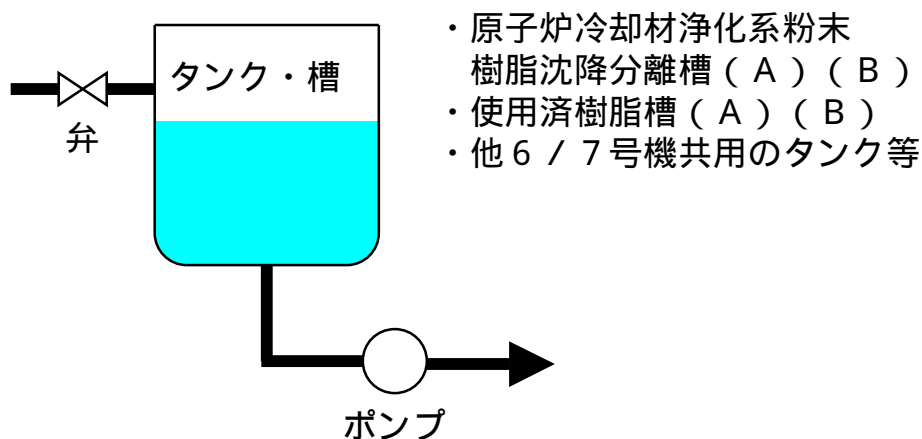 タンク・槽
弁
ポンプ
・原子炉冷却材浄化系粉末
樹脂沈降分離槽（Ａ）（Ｂ）
・使用済樹脂槽（Ａ）（Ｂ）
・他６／７号機共用のタンク等